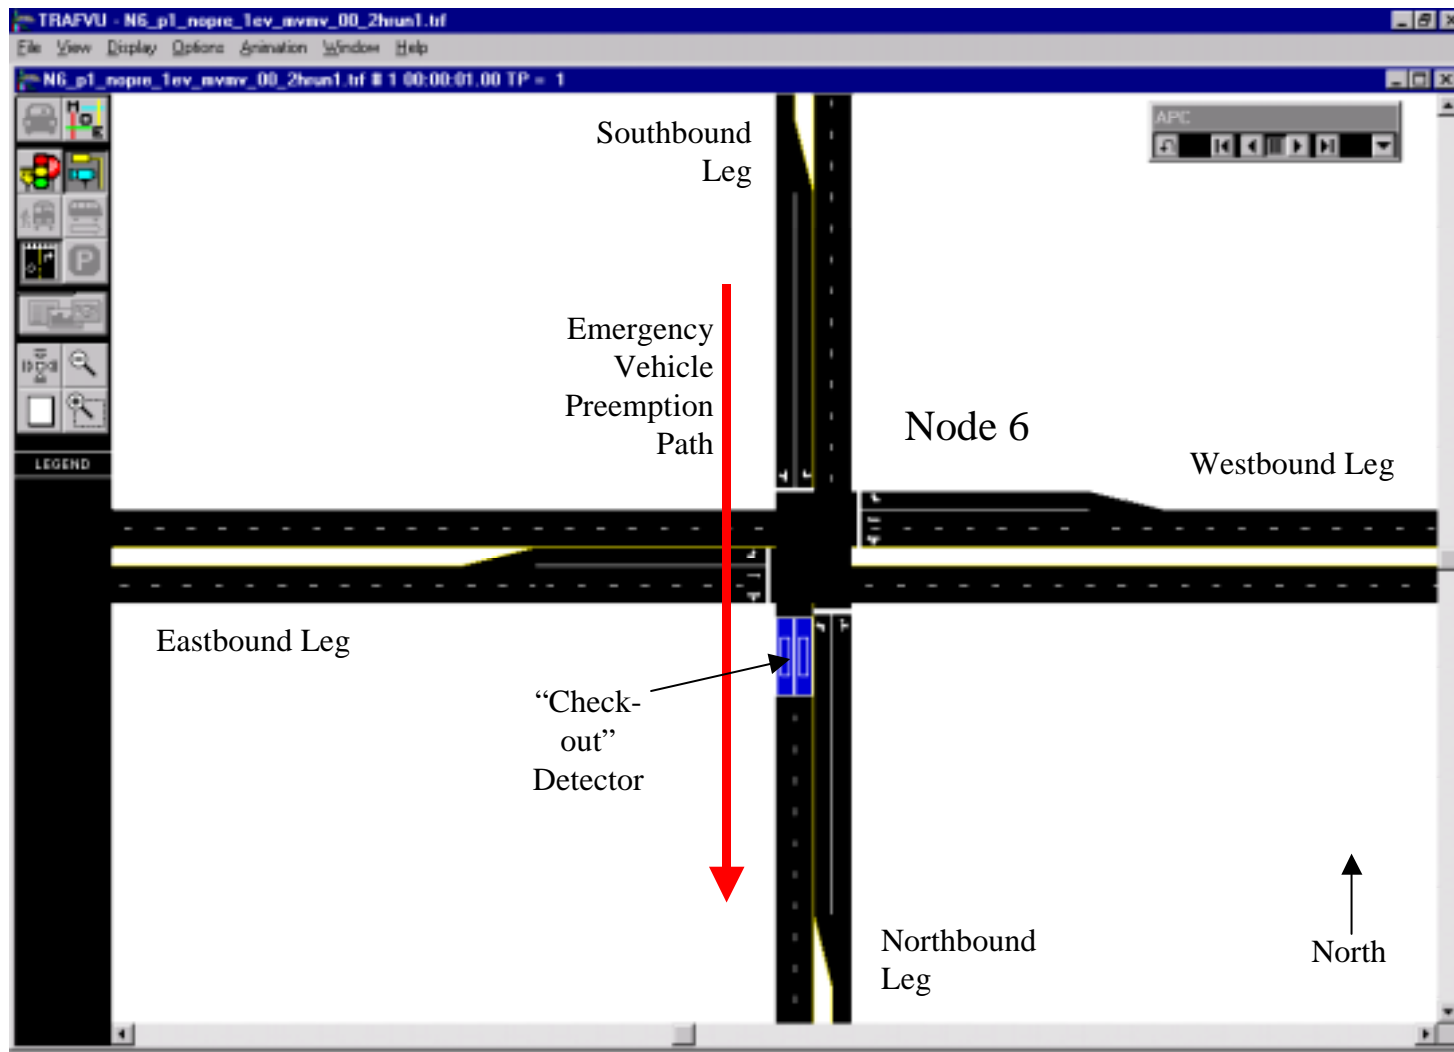 TRAFVU - N6_p1_nopre_1ev_mvmv_00_2hrun1.trf
File View Display Options Animation Window Help
N6_p1_nopre_1ev_mvmv_00_2hrun1.trf # 1 00:00:01.00 TP = 1
APC
Southbound
Leg
P
Emergency
Vehicle
Preemption
Path
Node 6
LEGEND
Westbound Leg
Eastbound Leg
“Check-
out”
Detector
Northbound
Leg
North